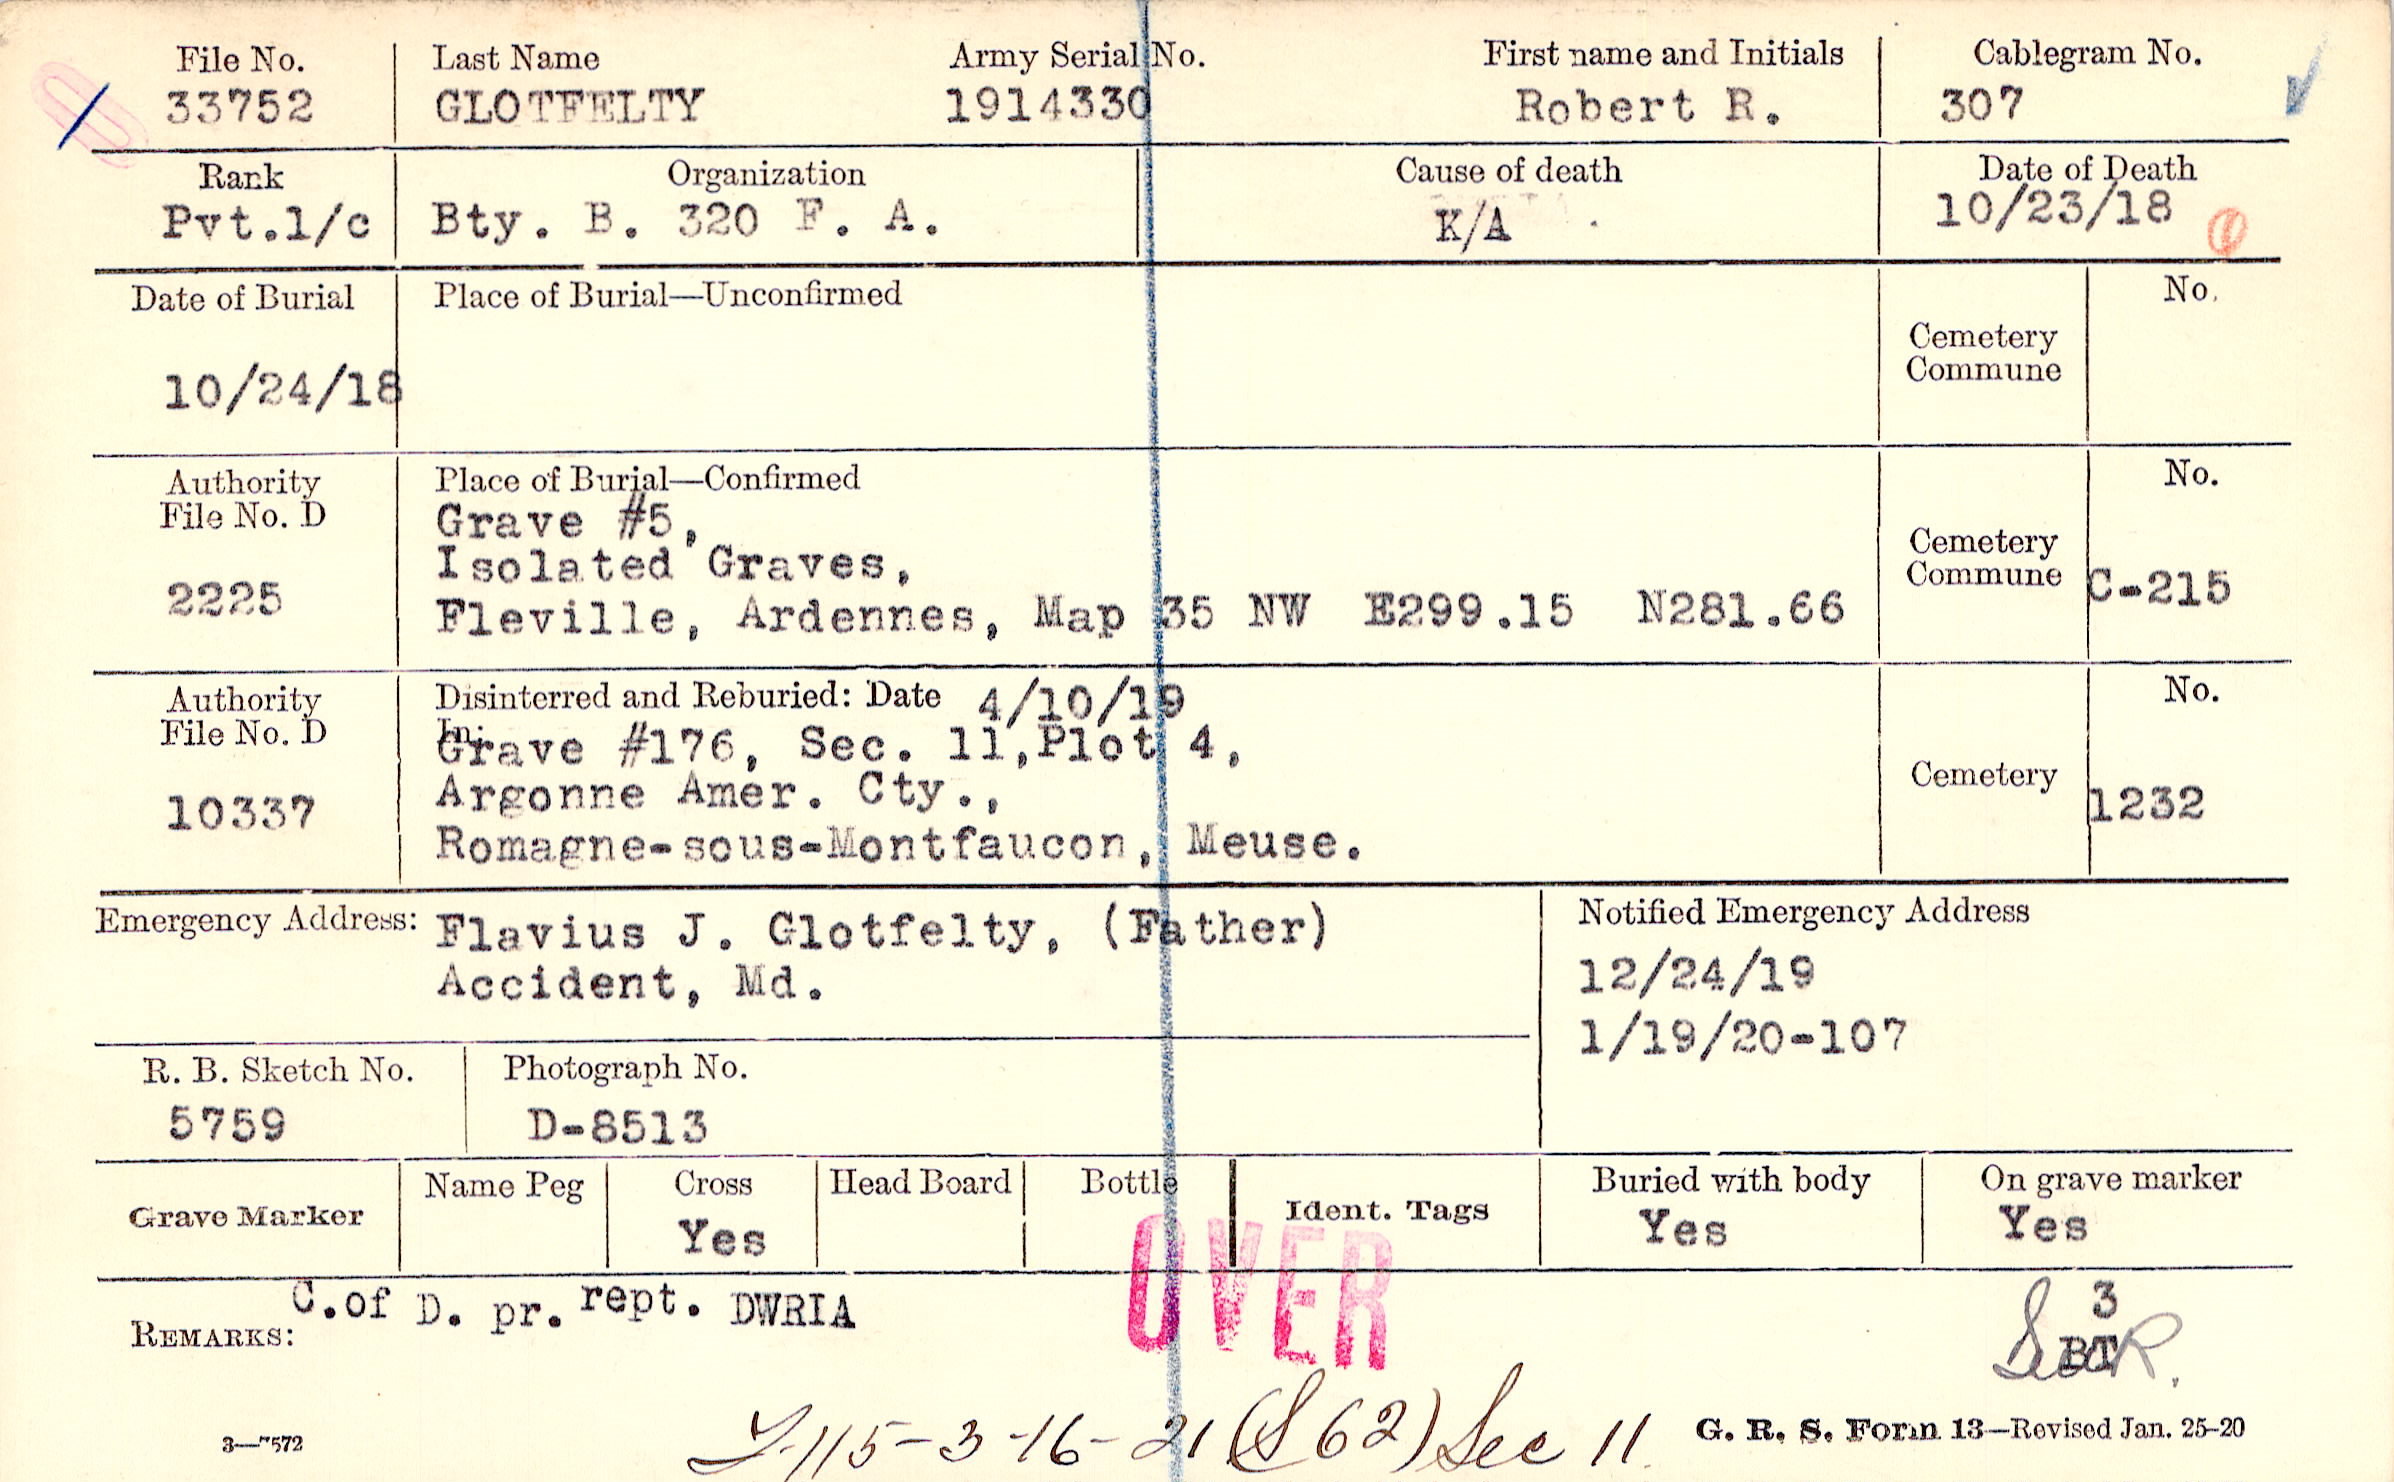 File No. Last Name Army Serial No. First name and Initials Cablegram No.
33752 GLOTFELTY 1914330 Robert R. 307
Rank Organization Cause of death Date of Death
Pvt.1/c Bty. B. 320 F. A. K/A 10/23/18
Date of Burial Place of Burial—Unconfirmed No.
Cemetery
Commune
10/24/18
Authority Place of Burial—Confirmed No.
File No. D Grave #5,
Isolated Graves, Cemetery
2225 Fleville, Ardennes, Map 35 NW E299.15 N281.66 Commune C-215
Authority Disinterred and Reburied: Date 4/10/19 No.
File No. D In: Grave #176, Sec. 11,Plot 4,
10337 Argonne Amer. Cty., Cemetery 1232
Romagne-sous-Montfaucon, Meuse.
Emergency Address: Flavius J. Glotfelty, (Father) Notified Emergency Address
Accident, Md. 12/24/19
1/19/20-107
R. B. Sketch No. Photograph No.
5759 D-8513
Grave Marker Name Peg Cross Head Board Bottle Ident. Tags Buried with body On grave marker
Yes Yes Yes
OVER
REMARKS: C.of D. pr. rept. DWRIA 3
BT
115-3-16-21 (S 62) Sec 11
3—7572 G. R. S. Form 13—Revised Jan. 25-20